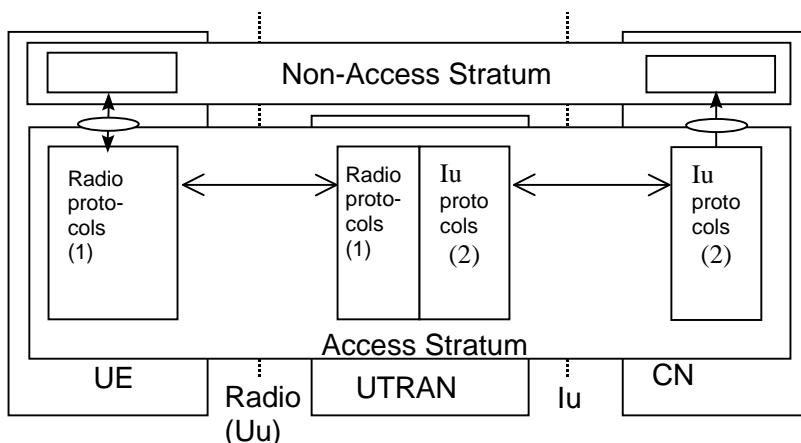 Non-Access Stratum
Radio
proto-
cols
(1)
Radio
proto-
cols
(1)
Iu
proto
cols
(2)
Iu
proto
cols
(2)
Access Stratum
UE
Radio
(Uu)
UTRAN
Iu
CN